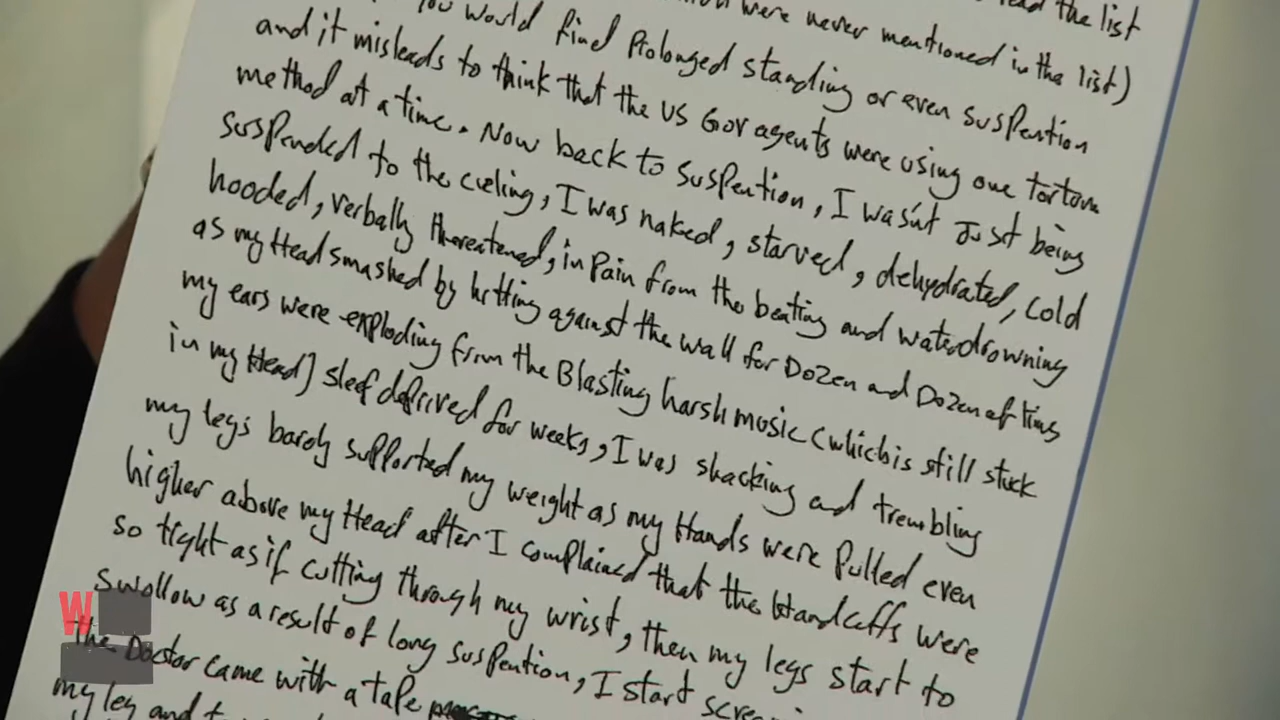 read the list
were never mentioned in the list)
You would find Prolonged standing or even suspention
and it misleads to think that the US Gov agents were using one torture
method at a time. Now back to suspention, I wasn't Just being
suspended to the cieling, I was naked, starved, dehydrated, cold
hooded, verbally thereatened, in Pain from the beating and waterdrowning
as my Head smashed by hitting against the wall for Dozen and Dozen of times
my ears were exploding from the Blasting harsh music (which is still stuck
in my Head) sleep deprived for weeks, I was shacking and trembling
my legs barely supported my weight as my Hands were Pulled even
higher above my Head after I complained that the Handcuffs were
so tight as if cutting through my wrist, then my legs start to
swollow as a result of long suspention, I start
the Doctor came with a tape
my leg and
W